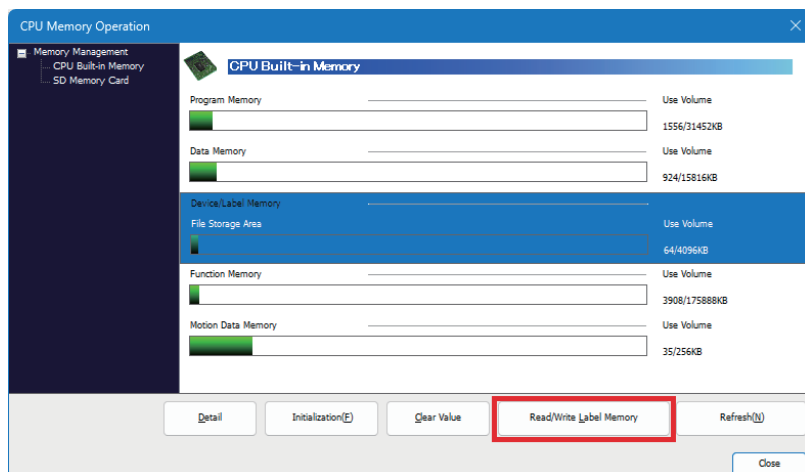 CPU Memory Operation
Memory Management
CPU Built-in Memory
SD Memory Card
CPU Built-in Memory
Program Memory
Use Volume
1556/31452KB
Data Memory
Use Volume
924/15816KB
Device/Label Memory
File Storage Area
Use Volume
64/4096KB
Function Memory
Use Volume
3908/175888KB
Motion Data Memory
Use Volume
35/256KB
Detail
Initialization(F)
Clear Value
Read/Write Label Memory
Refresh(N)
Close